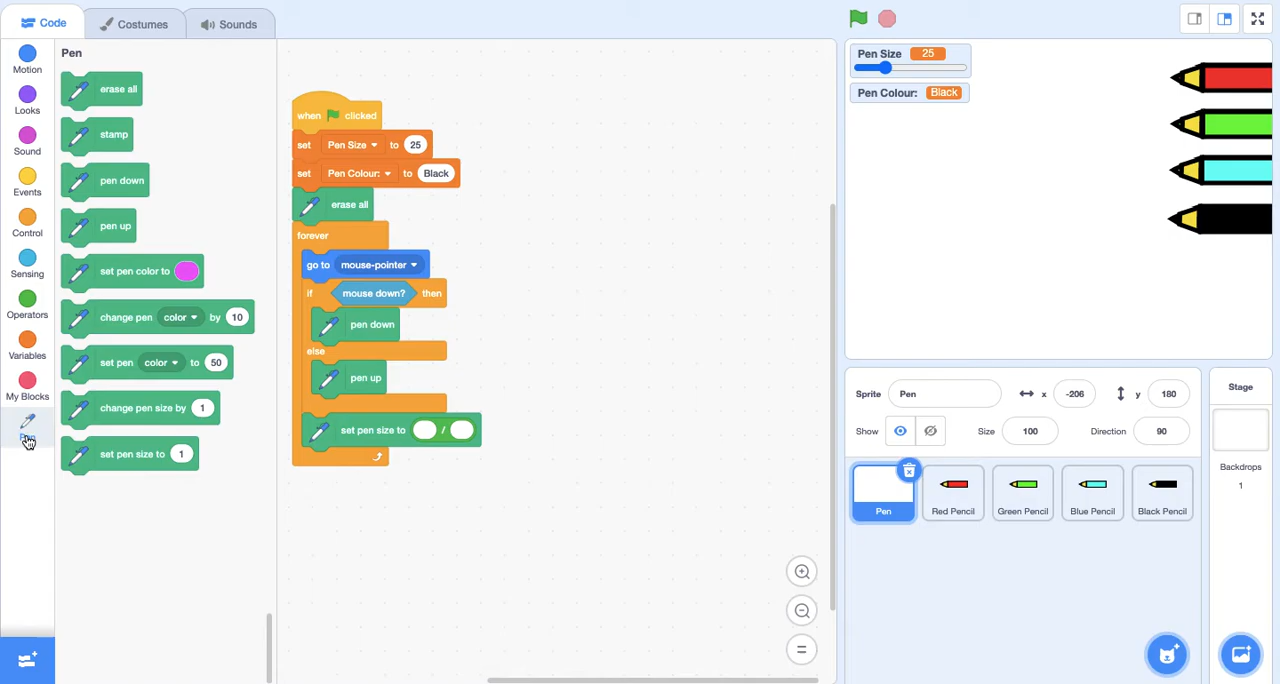 Code
Costumes
Sounds
Motion
Looks
Sound
Events
Control
Sensing
Operators
Variables
My Blocks
Pen
erase all
stamp
pen down
pen up
set pen color to
change pen color by 10
set pen color to 50
change pen size by 1
set pen size to 1
when clicked
set Pen Size to 25
set Pen Colour: to Black
erase all
forever
go to mouse-pointer
if mouse down? then
pen down
else
pen up
set pen size to /
Pen Size 25
Pen Colour: Black
Sprite Pen x -206 y 180
Show Size 100 Direction 90
Pen
Red Pencil
Green Pencil
Blue Pencil
Black Pencil
Stage
Backdrops
1